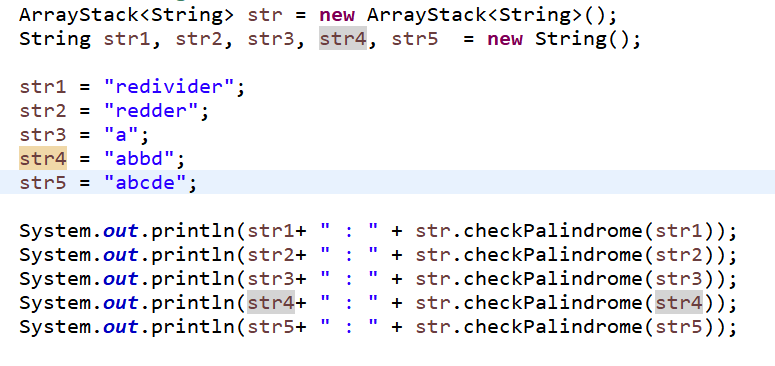 ArrayStack<String> str = new ArrayStack<String>();
String str1, str2, str3, str4, str5  = new String();
str1 = "redivider";
str2 = "redder";
str3 = "a";
str4 = "abbd";
str5 = "abcde";
System.out.println(str1+ " : " + str.checkPalindrome(str1));
System.out.println(str2+ " : " + str.checkPalindrome(str2));
System.out.println(str3+ " : " + str.checkPalindrome(str3));
System.out.println(str4+ " : " + str.checkPalindrome(str4));
System.out.println(str5+ " : " + str.checkPalindrome(str5));